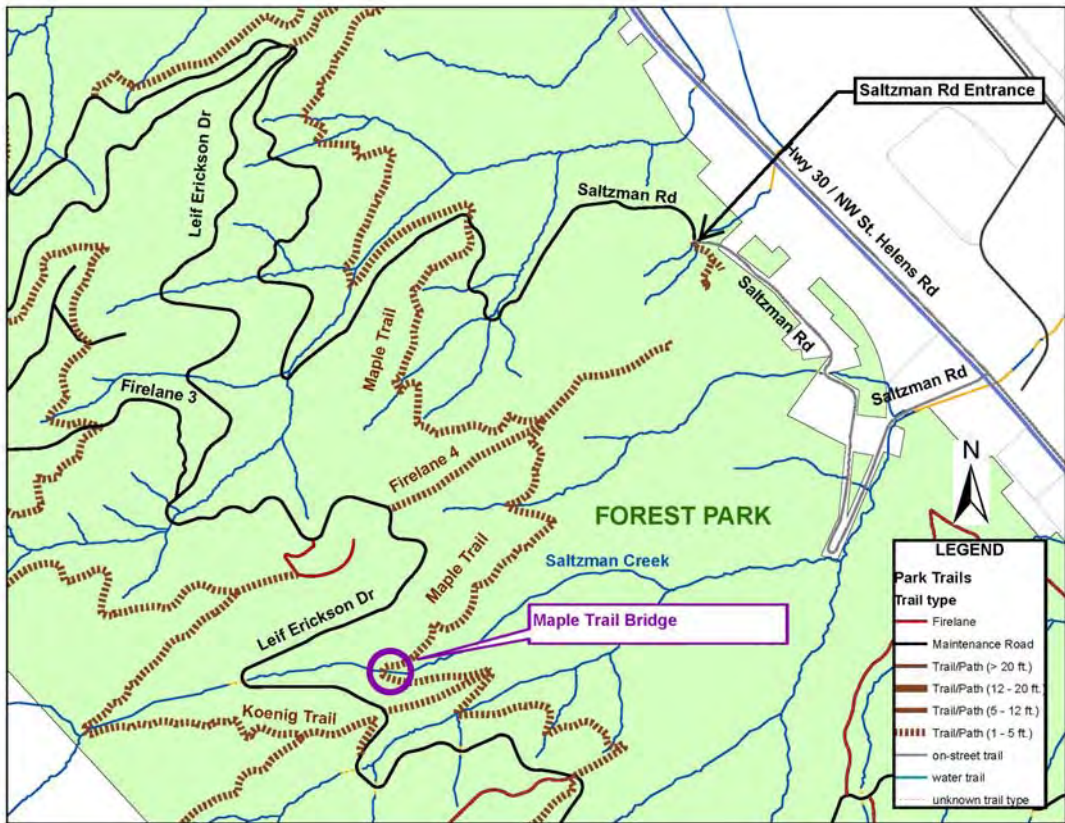 Saltzman Rd Entrance
Hwy 30 / NW St. Helens Rd
Leif Erickson Dr
Saltzman Rd
Saltzman Rd
Maple Trail
Saltzman Rd
Firelane 3
Firelane 4
N
FOREST PARK
Maple Trail
Saltzman Creek
Leif Erickson Dr
Maple Trail Bridge
Koenig Trail
LEGEND
Park Trails
Trail type
Firelane
Maintenance Road
Trail/Path (> 20 ft.)
Trail/Path (12 - 20 ft.)
Trail/Path (5 - 12 ft.)
Trail/Path (1 - 5 ft.)
on-street trail
water trail
unknown trail type